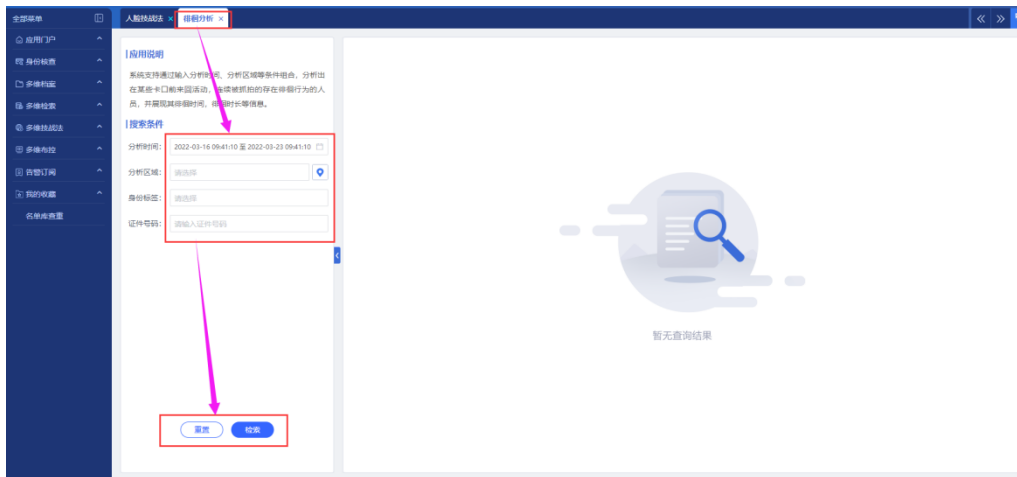 全部菜单
人脸技战法 ×
徘徊分析 ×
应用门户
身份核查
多维档案
多维检索
多维技战法
多维布控
告警订阅
我的收藏
名单库查重
应用说明
系统支持通过输入分析时间、分析区域等条件组合，分析出
在某些卡口前来回活动，连续被抓拍的存在徘徊行为的人
员，并展现其徘徊时间、徘徊时长等信息。
搜索条件
分析时间： 2022-03-16 09:41:10 至 2022-03-23 09:41:10
分析区域： 请选择
身份标签： 请选择
证件号码： 请输入证件号码
重置
检索
暂无查询结果